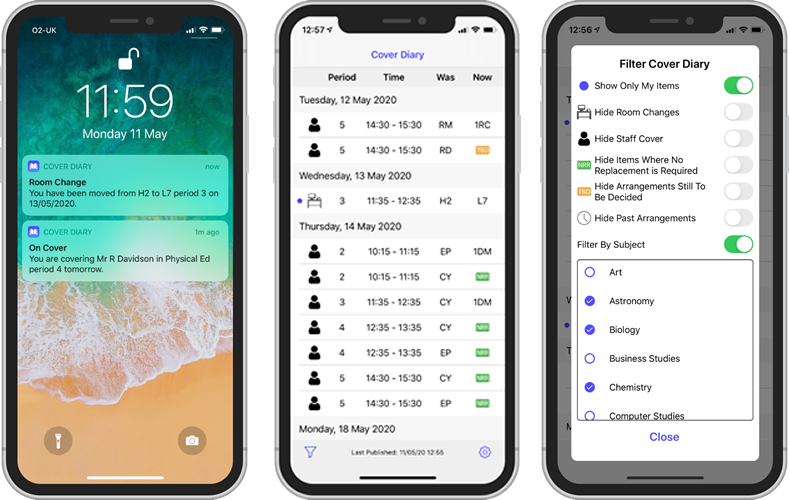 O2-UK
11:59
Monday 11 May
COVER DIARY now
Room Change
You have been moved from H2 to L7 period 3 on
13/05/2020.
COVER DIARY 1m ago
On Cover
You are covering Mr R Davidson in Physical Ed
period 4 tomorrow.
12:57
Cover Diary
Period Time Was Now
Tuesday, 12 May 2020
5 14:30 - 15:30 RM 1RC
5 14:30 - 15:30 RD TBD
Wednesday, 13 May 2020
3 11:35 - 12:35 H2 L7
Thursday, 14 May 2020
2 10:15 - 11:15 EP 1DM
2 10:15 - 11:15 CY NRR
3 11:35 - 12:35 CY 1DM
4 12:35 - 13:35 CY NRR
4 12:35 - 13:35 EP NRR
5 14:30 - 15:30 CY NRR
5 14:30 - 15:30 EP NRR
Monday, 18 May 2020
Last Published: 11/05/20 12:55
12:56
Filter Cover Diary
Show Only My Items
Hide Room Changes
Hide Staff Cover
NRR Hide Items Where No
Replacement is Required
TBD Hide Arrangements Still To
Be Decided
Hide Past Arrangements
Filter By Subject
Art
Astronomy
Biology
Business Studies
Chemistry
Computer Studies
Close